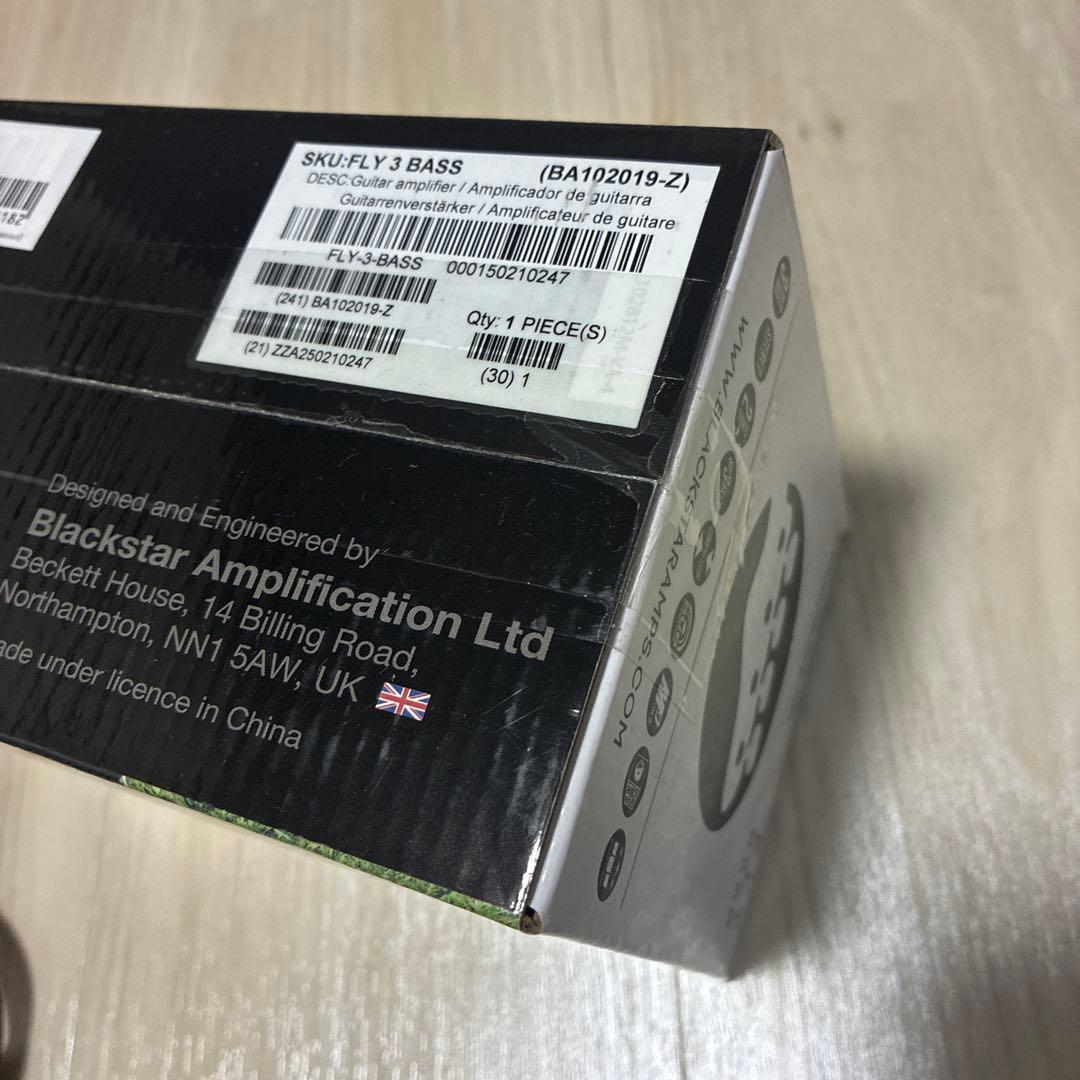 SKU:FLY 3 BASS (BA102019-Z)
DESC:Guitar amplifier / Amplificador de guitarra
Guitarrenverstärker / Amplificateur de guitare
FLY-3-BASS 000150210247
(241) BA102019-Z
Qty: 1 PIECE(S)
(21) ZZA250210247
(30) 1
Designed and Engineered by
Blackstar Amplification Ltd
Beckett House, 14 Billing Road,
Northampton, NN1 5AW, UK
ade under licence in China
WWW.BLACKSTARAMPS.COM